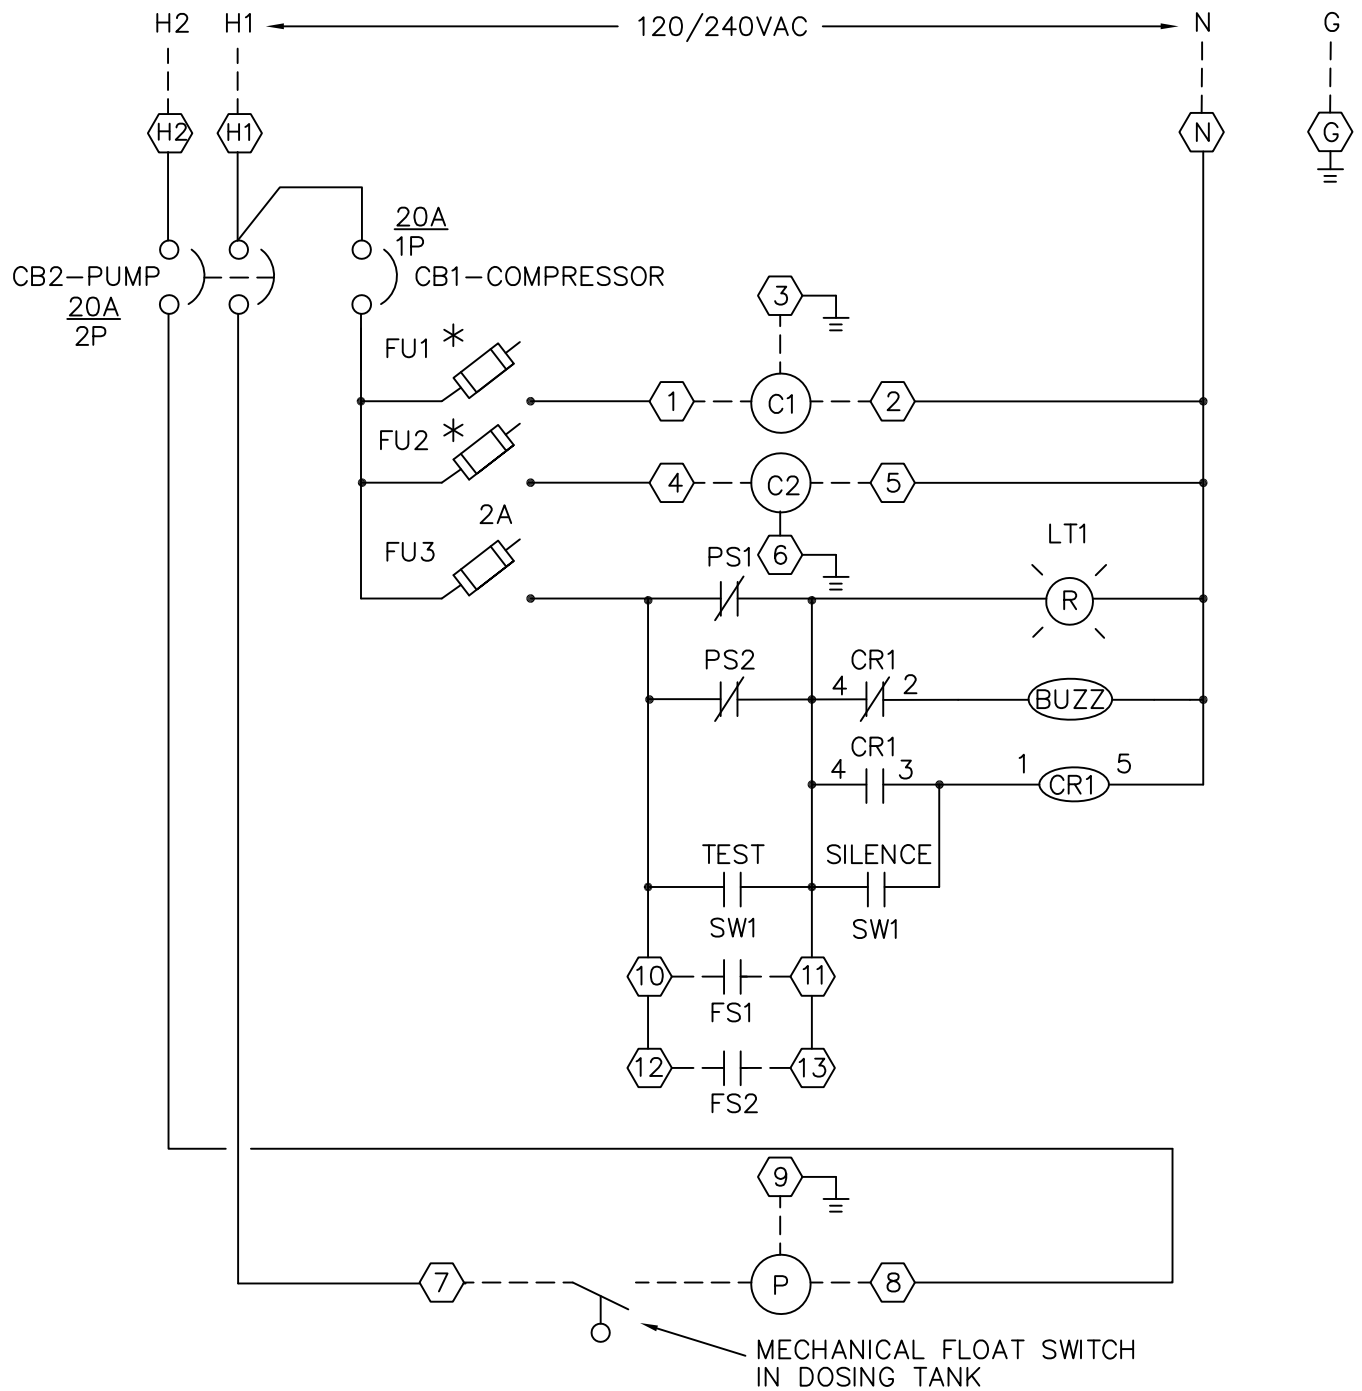 H2 H1 120/240VAC N G
H2 H1 N G
20A
1P
CB2-PUMP CB1-COMPRESSOR
20A
2P
3
FU1 *
1 C1 2
FU2 *
4 C2 5
2A
FU3 PS1 6 LT1
R
PS2 CR1
4 2 BUZZ
CR1
4 3 1 CR1 5
TEST SILENCE
SW1 SW1
10 11
FS1
12 13
FS2
9
7 P 8
MECHANICAL FLOAT SWITCH
IN DOSING TANK